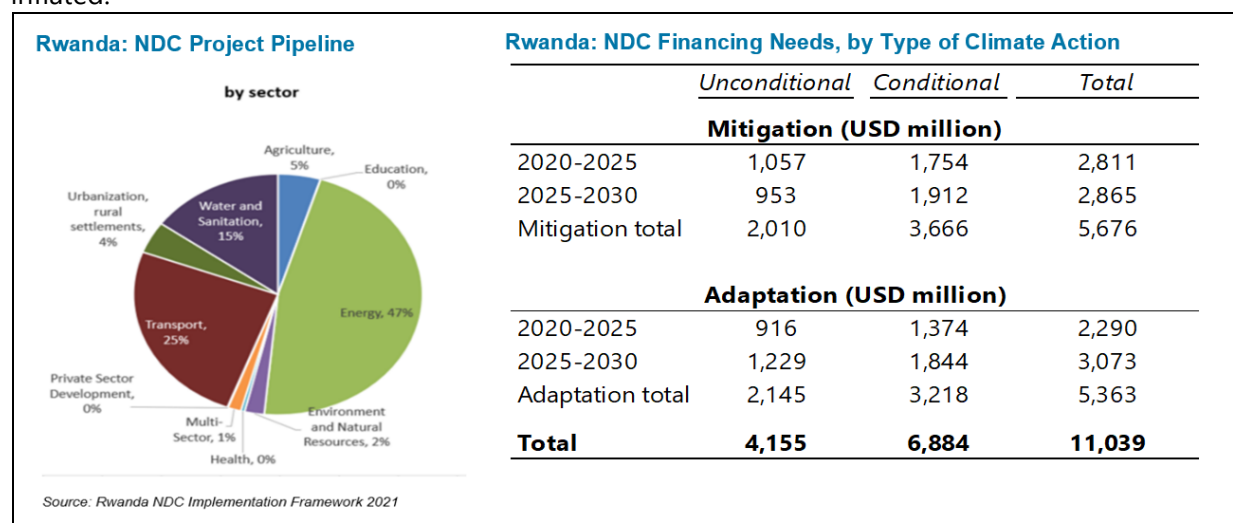 Rwanda: NDC Project Pipeline
by sector
Agriculture,
5%
Education,
0%
Energy, 47%
Environment
and Natural
Resources, 2%
Health, 0%
Multi-
Sector, 1%
Private Sector
Development,
0%
Transport,
25%
Urbanization,
rural
settlements,
4%
Water and
Sanitation,
15%
Source: Rwanda NDC Implementation Framework 2021
Rwanda: NDC Financing Needs, by Type of Climate Action
Unconditional Conditional Total
Mitigation (USD million)
2020-2025 1,057 1,754 2,811
2025-2030 953 1,912 2,865
Mitigation total 2,010 3,666 5,676
Adaptation (USD million)
2020-2025 916 1,374 2,290
2025-2030 1,229 1,844 3,073
Adaptation total 2,145 3,218 5,363
Total 4,155 6,884 11,039